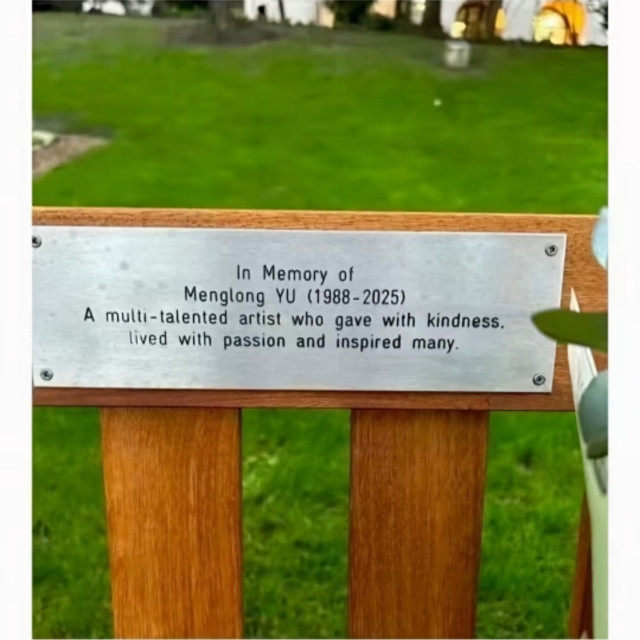 In Memory of
Menglong YU (1988-2025)
A multi-talented artist who gave with kindness.
lived with passion and inspired many.